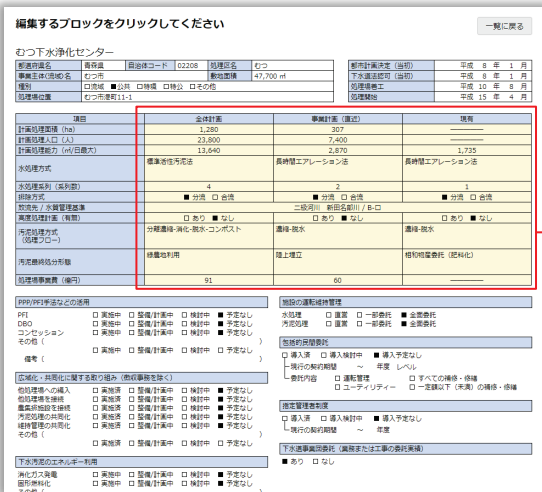 編集するブロックをクリックしてください
一覧に戻る
むつ下水浄化センター
都道府県名 青森県 自治体コード 02208 処理区名 むつ
事業主体(流域)名 むつ市 敷地面積 47,700 ㎡
種別 □流域 ■公共 □特環 □特公 □その他
処理場位置 むつ市港町11-1
都市計画決定（当初） 平成 8 年 1 月
下水道法認可（当初） 平成 8 年 1 月
処理場着工 平成 10 年 8 月
処理開始 平成 15 年 4 月
項目 全体計画 事業計画（直近） 現有
計画処理面積（ha） 1,280 307 ―――
計画処理人口（人） 23,800 7,400 ―――
計画処理能力（㎥/日最大） 13,640 2,870 1,735
水処理方式 標準活性汚泥法 長時間エアレーション法 長時間エアレーション法
水処理系列（系列数） 4 2 1
排除方式 ■ 分流 □ 合流 ■ 分流 □ 合流 ■ 分流 □ 合流
放流先 / 水質管理基準 二級河川 新田名部川 / B-ロ
高度処理計画（有無） □ あり ■ なし □ あり ■ なし □ あり ■ なし
汚泥処理方式 分離濃縮-消化-脱水-コンポスト 濃縮-脱水 濃縮-脱水
（処理フロー）
汚泥最終処分形態 緑農地利用 陸上埋立 相和物産委託（肥料化）
処理場事業費（億円） 91 60 ―――
PPP/PFI手法などの活用
PFI □ 実施中 □ 整備/計画中 □ 検討中 ■ 予定なし
DBO □ 実施中 □ 整備/計画中 □ 検討中 ■ 予定なし
コンセッション □ 実施中 □ 整備/計画中 □ 検討中 ■ 予定なし
その他（ ）
□ 実施中 □ 整備/計画中 □ 検討中 □ 予定なし
備考（ ）
広域化・共同化に関する取り組み（徴収事務を除く）
他処理場への編入 □ 実施済 □ 整備/計画中 □ 検討中 ■ 予定なし
他処理場を接続 □ 実施済 □ 整備/計画中 □ 検討中 ■ 予定なし
農集排施設を接続 □ 実施済 □ 整備/計画中 □ 検討中 ■ 予定なし
汚泥処理の共同化 □ 実施済 □ 整備/計画中 □ 検討中 ■ 予定なし
維持管理の共同化 □ 実施済 □ 整備/計画中 □ 検討中 ■ 予定なし
その他（ ）
□ 実施済 □ 整備/計画中 □ 検討中 □ 予定なし
下水汚泥のエネルギー利用
消化ガス発電 □ 実施中 □ 整備/計画中 □ 検討中 ■ 予定なし
固形燃料化 □ 実施中 □ 整備/計画中 □ 検討中 ■ 予定なし
施設の運転維持管理
水処理 □ 直営 □ 一部委託 ■ 全面委託
汚泥処理 □ 直営 □ 一部委託 ■ 全面委託
包括的民間委託
□ 導入済 □ 導入検討中 ■ 導入予定なし
現行の契約期間 ～ 年度 レベル
委託内容 □ 運転管理 □ すべての補修・修繕
□ ユーティリティー □ 一定額以下（未満）の補修・修繕
指定管理者制度
□ 導入済 □ 導入検討中 ■ 導入予定なし
現行の契約期間 ～ 年度
下水道事業団委託（業務または工事の委託実績）
■ あり □ なし